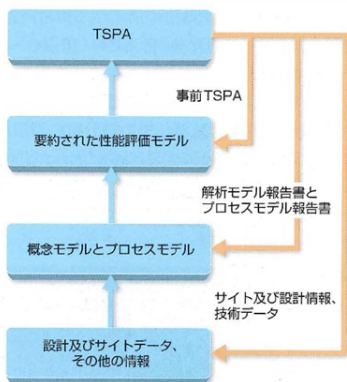 TSPA
事前TSPA
要約された性能評価モデル
解析モデル報告書と
プロセスモデル報告書
概念モデルとプロセスモデル
サイト及び設計情報、
技術データ
設計及びサイトデータ、
その他の情報